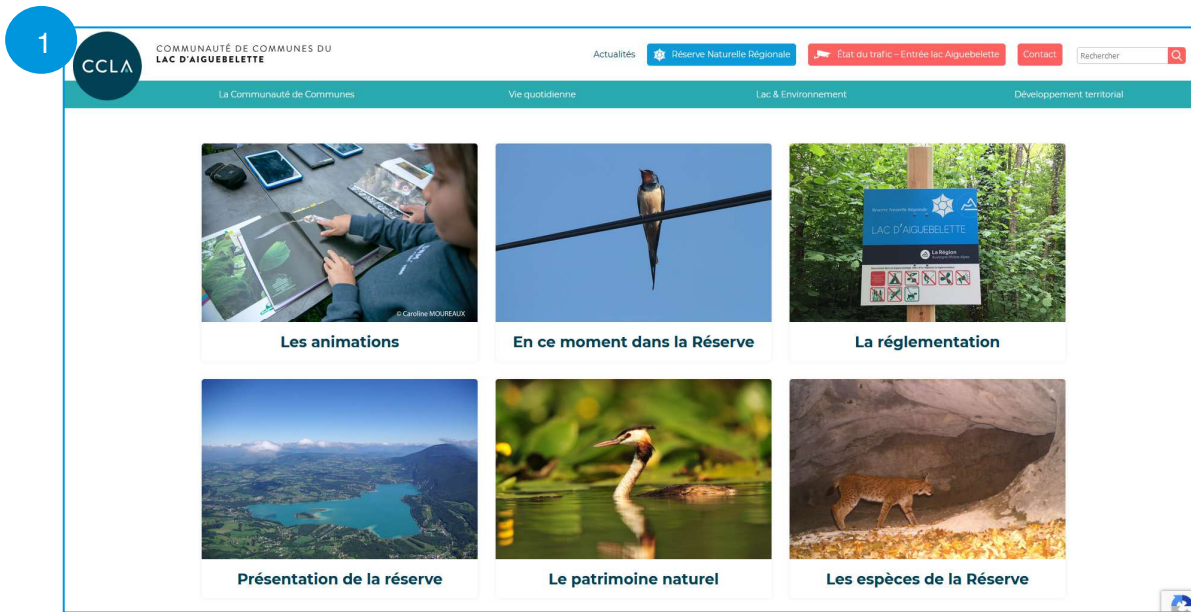 1
CCLA
COMMUNAUTÉ DE COMMUNES DU
LAC D'AIGUEBELETTE
Actualités
Réserve Naturelle Régionale
État du trafic – Entrée lac Aiguebelette
Contact
Rechercher
La Communauté de Communes
Vie quotidienne
Lac & Environnement
Développement territorial
© Caroline MOUREAUX
Réserve Naturelle Régionale
LAC D'AIGUEBELETTE
La Région
Les animations
En ce moment dans la Réserve
La réglementation
Présentation de la réserve
Le patrimoine naturel
Les espèces de la Réserve